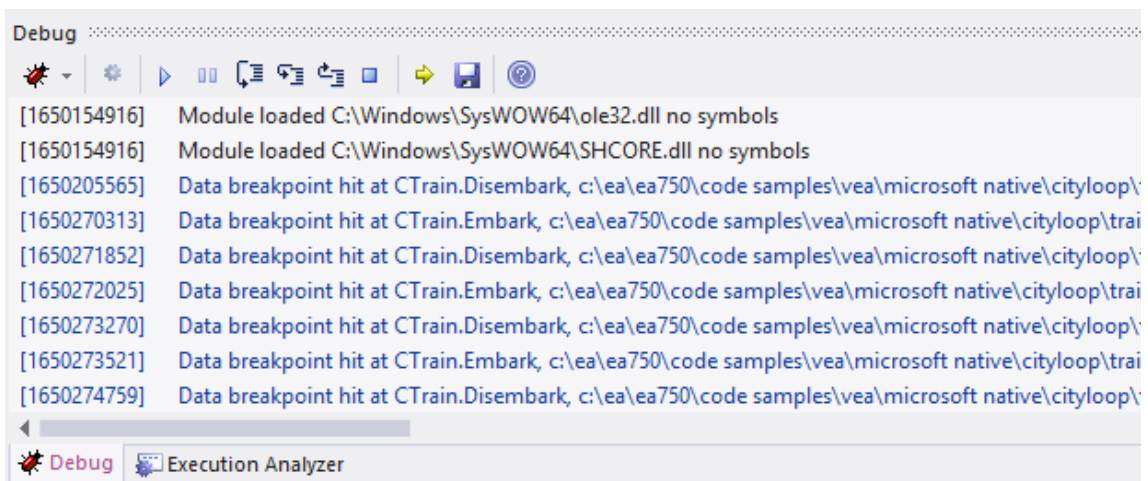 Debug
[1650154916] Module loaded C:\Windows\SysWOW64\ole32.dll no symbols
[1650154916] Module loaded C:\Windows\SysWOW64\SHCORE.dll no symbols
[1650205565] Data breakpoint hit at CTrain.Disembark, c:\ea\ea750\code samples\vea\microsoft native\cityloop\
[1650270313] Data breakpoint hit at CTrain.Embark, c:\ea\ea750\code samples\vea\microsoft native\cityloop\trai
[1650271852] Data breakpoint hit at CTrain.Disembark, c:\ea\ea750\code samples\vea\microsoft native\cityloop\
[1650272025] Data breakpoint hit at CTrain.Embark, c:\ea\ea750\code samples\vea\microsoft native\cityloop\trai
[1650273270] Data breakpoint hit at CTrain.Disembark, c:\ea\ea750\code samples\vea\microsoft native\cityloop\
[1650273521] Data breakpoint hit at CTrain.Embark, c:\ea\ea750\code samples\vea\microsoft native\cityloop\trai
[1650274759] Data breakpoint hit at CTrain.Disembark, c:\ea\ea750\code samples\vea\microsoft native\cityloop\
Debug Execution Analyzer